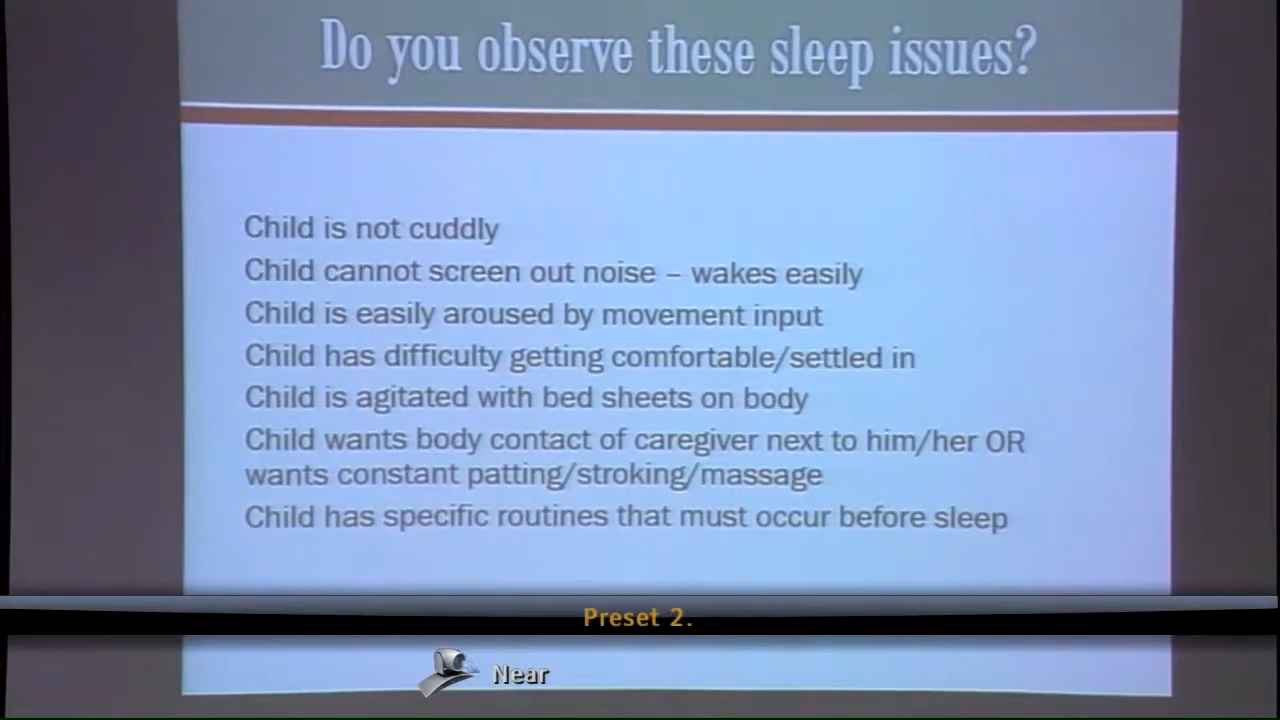 Do you observe these sleep issues?
Child is not cuddly
Child cannot screen out noise – wakes easily
Child is easily aroused by movement input
Child has difficulty getting comfortable/settled in
Child is agitated with bed sheets on body
Child wants body contact of caregiver next to him/her OR
wants constant patting/stroking/massage
Child has specific routines that must occur before sleep
Preset 2.
Near